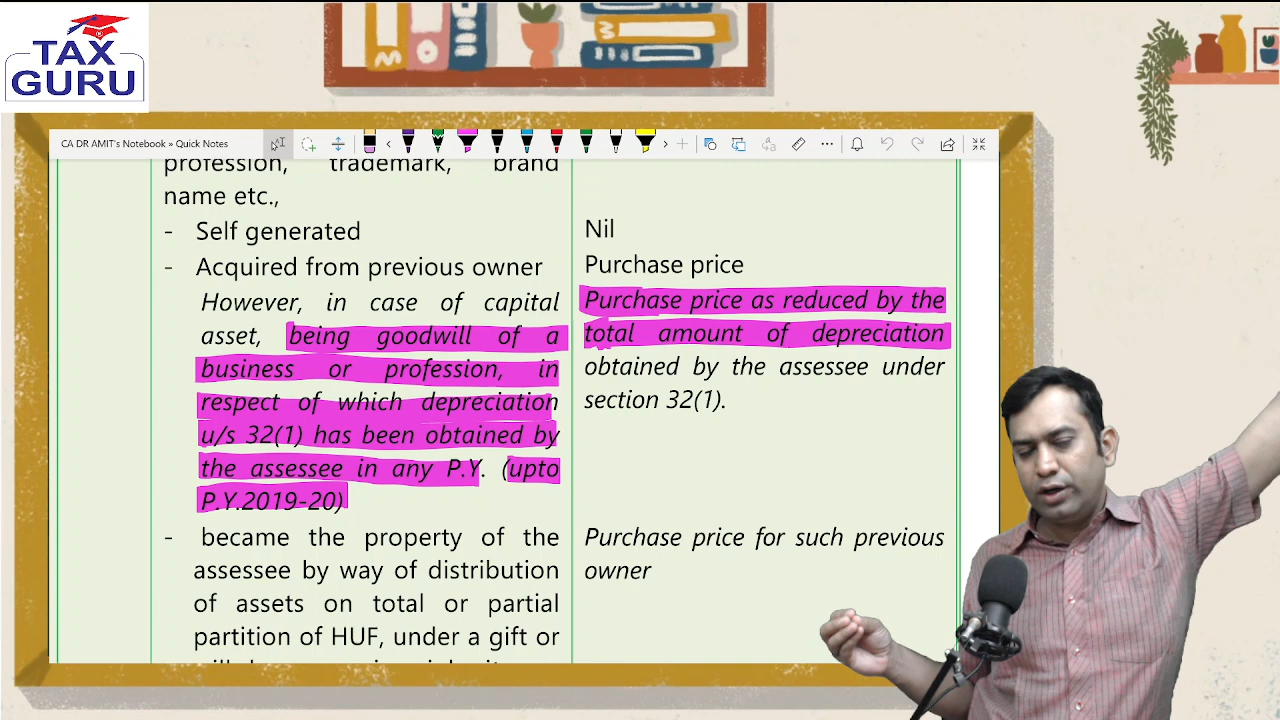 TAX
GURU
CA DR AMIT's Notebook » Quick Notes
profession, trademark, brand
name etc.,
- Self generated
Nil
- Acquired from previous owner
Purchase price
However, in case of capital
asset, being goodwill of a
business or profession, in
respect of which depreciation
u/s 32(1) has been obtained by
the assessee in any P.Y. (upto
P.Y.2019-20)
Purchase price as reduced by the
total amount of depreciation
obtained by the assessee under
section 32(1).
- became the property of the
assessee by way of distribution
of assets on total or partial
partition of HUF, under a gift or
Purchase price for such previous
owner